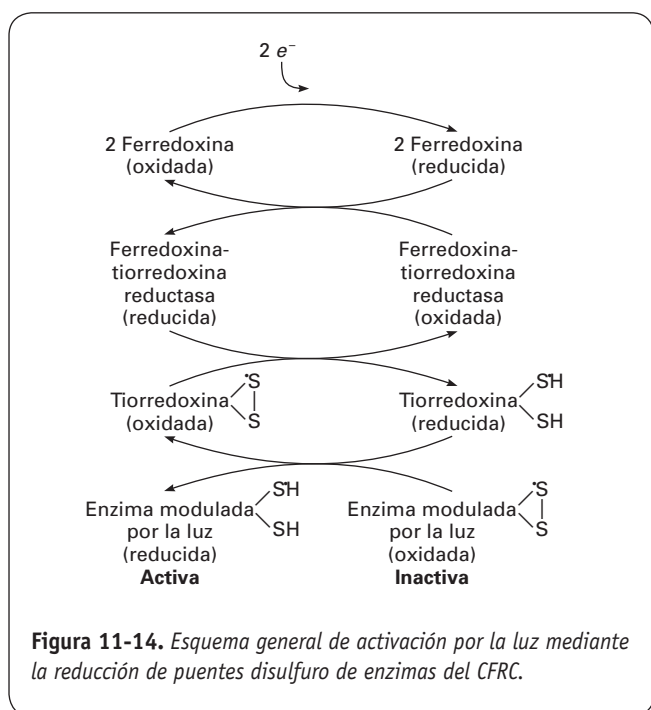 2 e⁻
2 Ferredoxina
(oxidada)
2 Ferredoxina
(reducida)
Ferredoxina-
tiorredoxina
reductasa
(reducida)
Ferredoxina-
tiorredoxina
reductasa
(oxidada)
Tiorredoxina
(oxidada)
S
S
Tiorredoxina
(reducida)
SH
SH
Enzima modulada
por la luz
(reducida)
Activa
SH
SH
Enzima modulada
por la luz
(oxidada)
Inactiva
S
S
Figura 11-14. Esquema general de activación por la luz mediante
la reducción de puentes disulfuro de enzimas del CFRC.